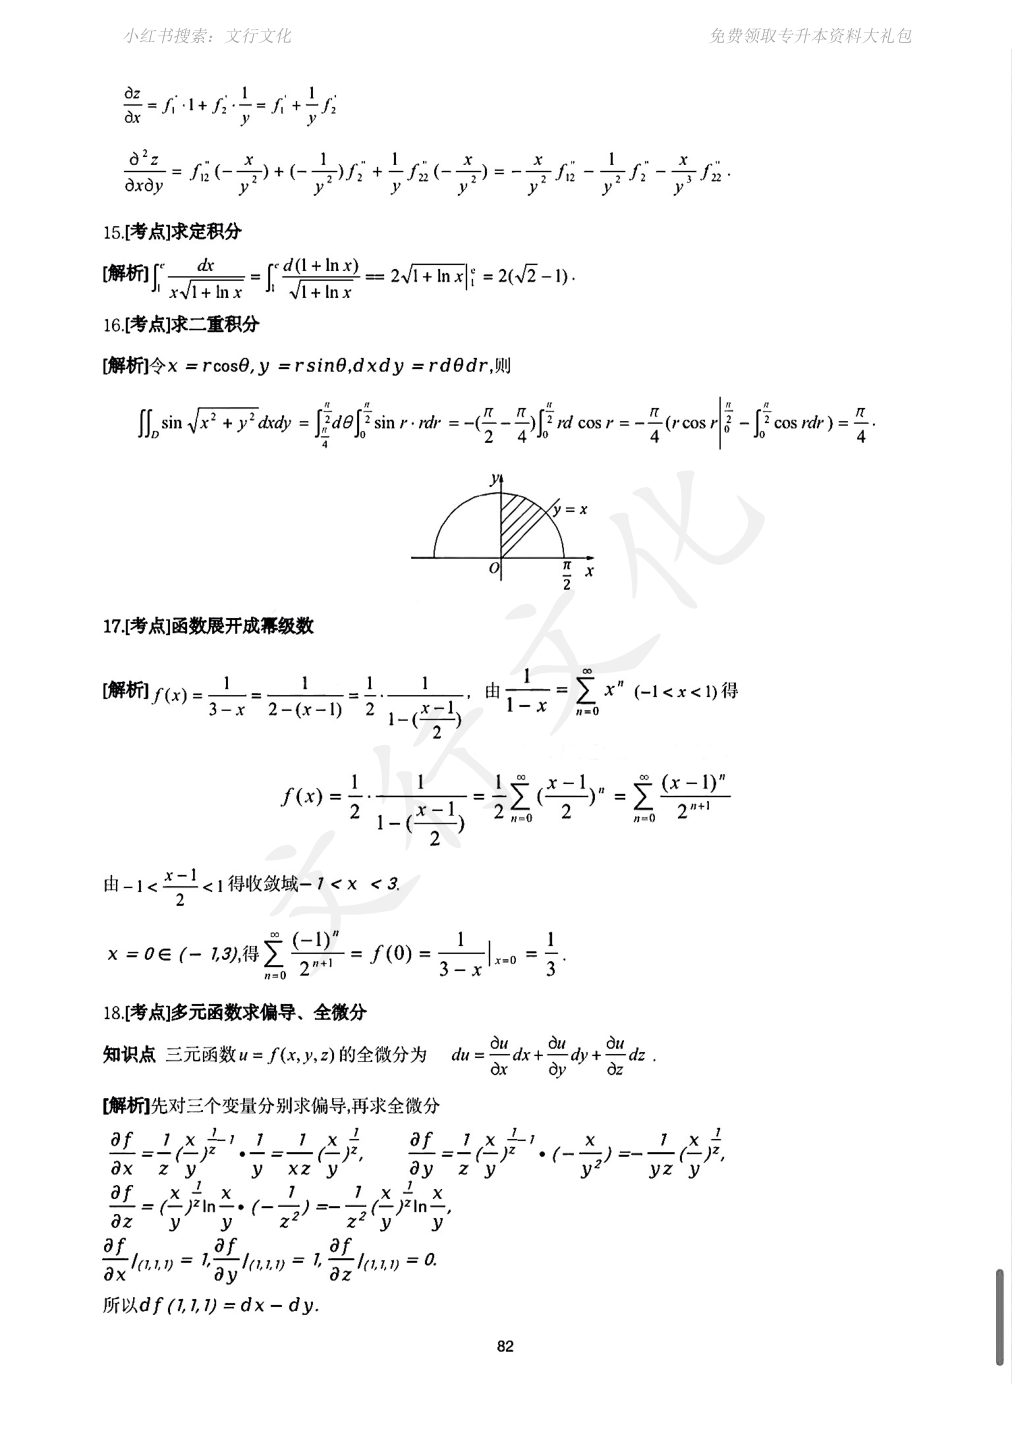 小红书搜索：文行文化 免费领取专升本资料大礼包
∂z/∂x = f₁′·1 + f₂′·1/y = f₁′ + 1/y f₂′
∂²z/∂x∂y = f₁₂″(−x/y²) + (−1/y²)f₂″ + 1/y f₂₂″(−x/y²) = −x/y² f₁₂″ − 1/y² f₂″ − x/y³ f₂₂″.
15.[考点]求定积分
[解析]∫₁ᵉ dx/(x√(1+ln x)) = ∫₁ᵉ d(1+ln x)/√(1+ln x) == 2√(1+ln x)|₁ᵉ = 2(√2−1).
16.[考点]求二重积分
[解析]令x = rcosθ, y = rsinθ,dxdy = rdθdr,则
∬_D sin √(x²+y²)dxdy = ∫_{π/4}^{π/2}dθ∫₀^{π/2}sin r·rdr = −(π/2 − π/4)∫₀^{π/2} rd cos r = −π/4(r cos r|₀^{π/2} − ∫₀^{π/2}cos rdr) = π/4.
y
y = x
O π/2 x
17.[考点]函数展开成幂级数
[解析] f(x) = 1/(3−x) = 1/(2−(x−1)) = 1/2·1/(1−((x−1)/2)), 由 1/(1−x) = ∑_{n=0}^∞ xⁿ (−1<x<1)得
f(x) = 1/2·1/(1−((x−1)/2)) = 1/2 ∑_{n=0}^∞ ((x−1)/2)ⁿ = ∑_{n=0}^∞ (x−1)ⁿ/2ⁿ⁺¹
由−1<(x−1)/2<1得收敛域−1<x <3.
x = 0∈(− 1,3),得∑_{n=0}^∞ (−1)ⁿ/2ⁿ⁺¹ = f(0) = 1/(3−x)|ₓ₌₀ = 1/3.
18.[考点]多元函数求偏导、全微分
知识点 三元函数u = f(x,y,z)的全微分为 du = ∂u/∂x dx + ∂u/∂y dy + ∂u/∂z dz .
[解析]先对三个变量分别求偏导,再求全微分
∂f/∂x = 1/z (x/y)^{1/z −1}•1/y = 1/xz (x/y)^{1/z}, ∂f/∂y = 1/z (x/y)^{1/z −1}•(−x/y²) =−1/yz (x/y)^{1/z},
∂f/∂z = (x/y)^{1/z}ln x/y•(−1/z²) =−1/z² (x/y)^{1/z}ln x/y,
∂f/∂x|(1,1,1) = 1,∂f/∂y|(1,1,1) = 1, ∂f/∂z|(1,1,1) = 0.
所以df(1,1,1) = dx − dy.
82
文行文化